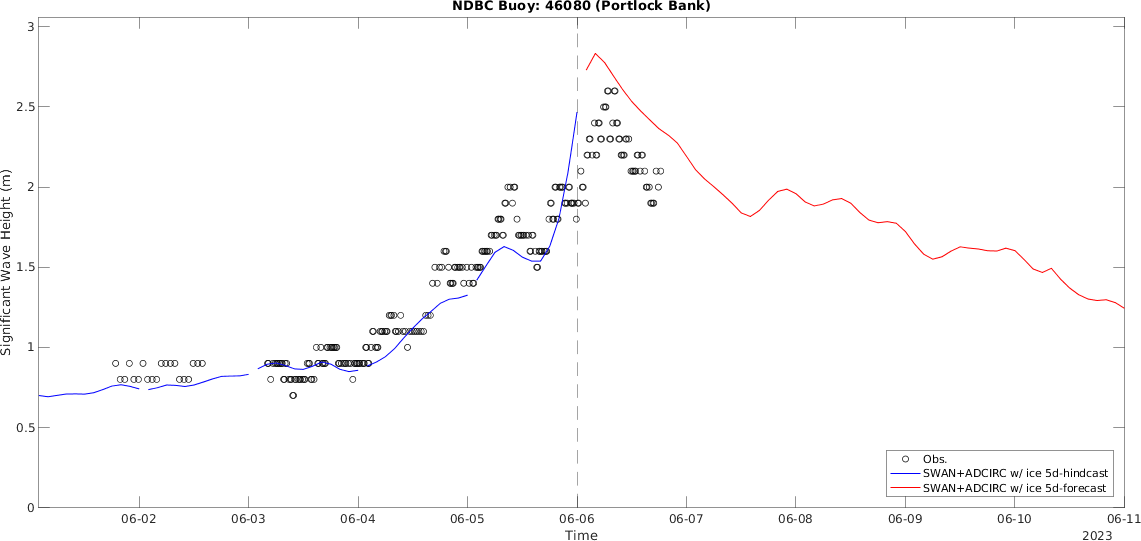 NDBC Buoy: 46080 (Portlock Bank)
3
2.5
2
1.5
1
0.5
0
Significant Wave Height (m)
06-02 06-03 06-04 06-05 06-06 06-07 06-08 06-09 06-10 06-11
Time
2023
Obs.
SWAN+ADCIRC w/ ice 5d-hindcast
SWAN+ADCIRC w/ ice 5d-forecast